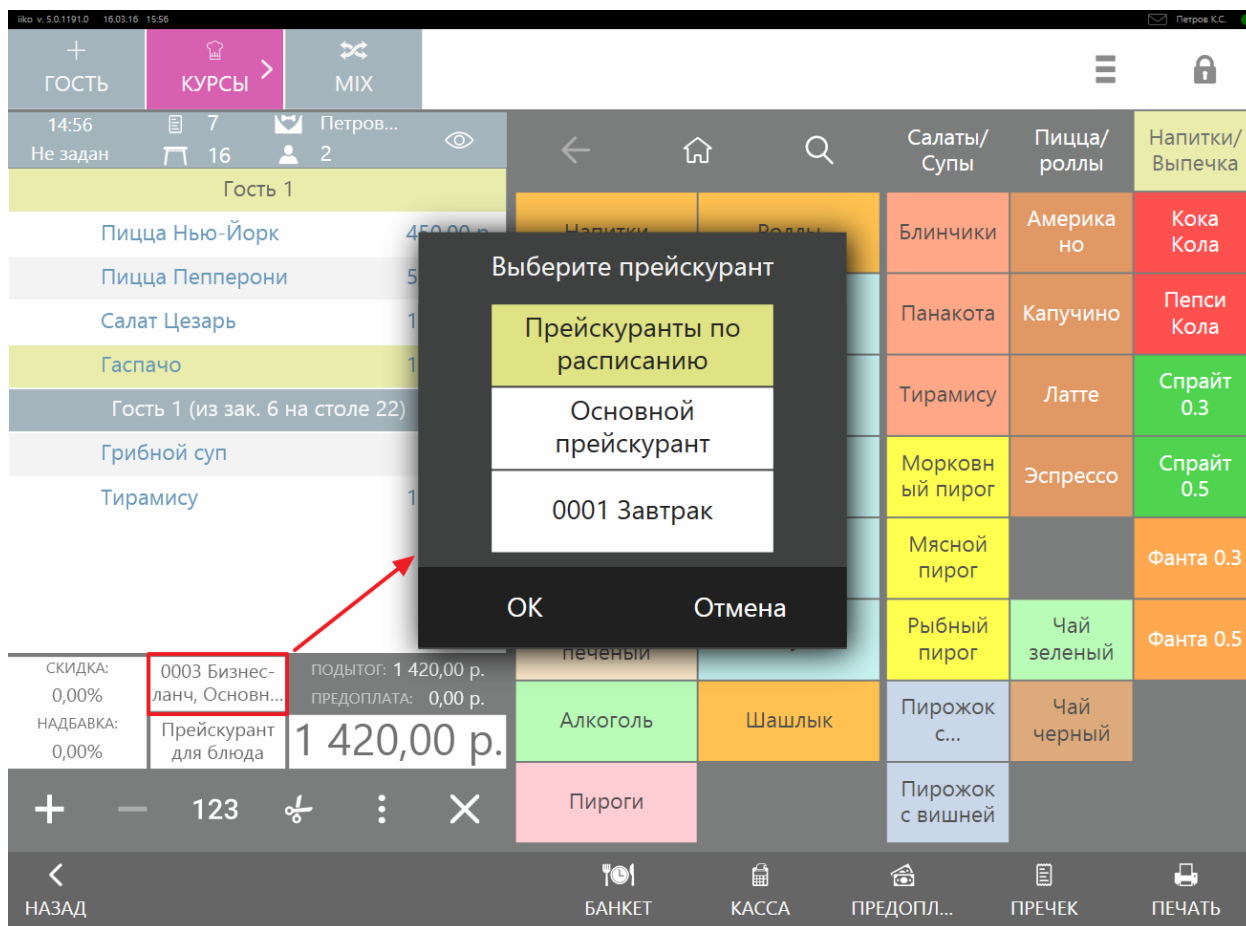 iiko v. 5.0.1191.0 16.03.16 15:56
Петров К.С.
ГОСТЬ
КУРСЫ
MIX
14:56 7 Петров...
Не задан 16 2
Гость 1
Пицца Нью-Йорк
Пицца Пепперони
Салат Цезарь
Гаспачо
Гость 1 (из зак. 6 на столе 22)
Грибной суп
Тирамису
СКИДКА:
0,00%
НАДБАВКА:
0,00%
0003 Бизнес-
ланч, Основн...
Прейскурант
для блюда
ПОДЫТОГ: 1 420,00 р.
ПРЕДОПЛАТА: 0,00 р.
1 420,00 р.
123
Выберите прейскурант
Прейскуранты по
расписанию
Основной
прейскурант
0001 Завтрак
OK
Отмена
Напитки
Роллы
печеный
Алкоголь
Шашлык
Пироги
Салаты/
Супы
Пицца/
роллы
Напитки/
Выпечка
Блинчики
Америка
но
Кока
Кола
Панакота
Капучино
Пепси
Кола
Тирамису
Латте
Спрайт
0.3
Морковн
ый пирог
Эспрессо
Спрайт
0.5
Мясной
пирог
Фанта 0.3
Рыбный
пирог
Чай
зеленый
Фанта 0.5
Пирожок
с...
Чай
черный
Пирожок
с вишней
НАЗАД
БАНКЕТ
КАССА
ПРЕДОПЛ...
ПРЕЧЕК
ПЕЧАТЬ